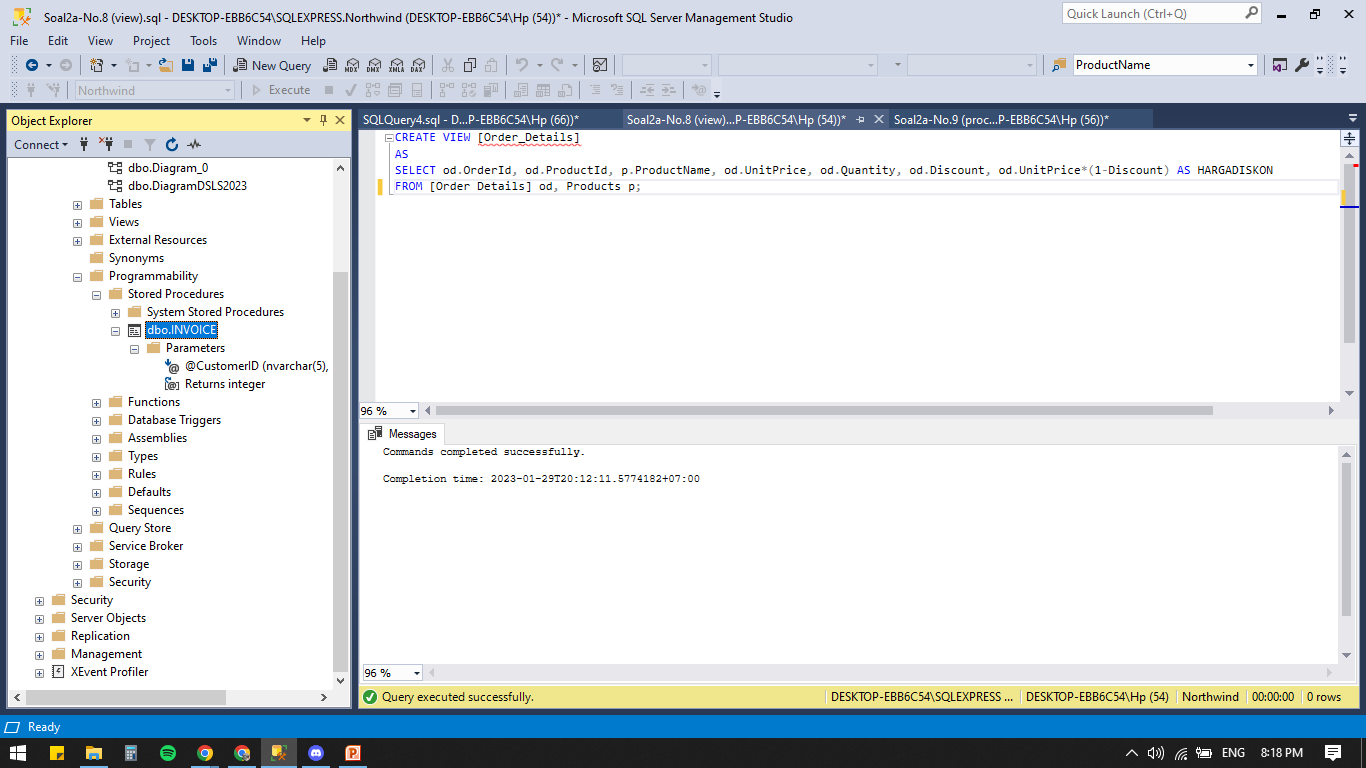 Soal2a-No.8 (view).sql - DESKTOP-EBB6C54\SQLEXPRESS.Northwind (DESKTOP-EBB6C54\Hp (54))* - Microsoft SQL Server Management Studio
Quick Launch (Ctrl+Q)
File Edit View Project Tools Window Help
New Query MDX DMX XMLA DAX ProductName
Northwind Execute
Object Explorer
Connect
dbo.Diagram_0
dbo.DiagramDSLS2023
Tables
Views
External Resources
Synonyms
Programmability
Stored Procedures
System Stored Procedures
dbo.INVOICE
Parameters
@CustomerID (nvarchar(5),
Returns integer
Functions
Database Triggers
Assemblies
Types
Rules
Defaults
Sequences
Query Store
Service Broker
Storage
Security
Security
Server Objects
Replication
Management
XEvent Profiler
SQLQuery4.sql - D...P-EBB6C54\Hp (66))* Soal2a-No.8 (view)...P-EBB6C54\Hp (54))* Soal2a-No.9 (proc...P-EBB6C54\Hp (56))*
CREATE VIEW [Order_Details]
AS
SELECT od.OrderId, od.ProductId, p.ProductName, od.UnitPrice, od.Quantity, od.Discount, od.UnitPrice*(1-Discount) AS HARGADISKON
FROM [Order Details] od, Products p;
96 %
Messages
Commands completed successfully.
Completion time: 2023-01-29T20:12:11.5774182+07:00
96 %
Query executed successfully. DESKTOP-EBB6C54\SQLEXPRESS ... DESKTOP-EBB6C54\Hp (54) Northwind 00:00:00 0 rows
Ready
ENG 8:18 PM